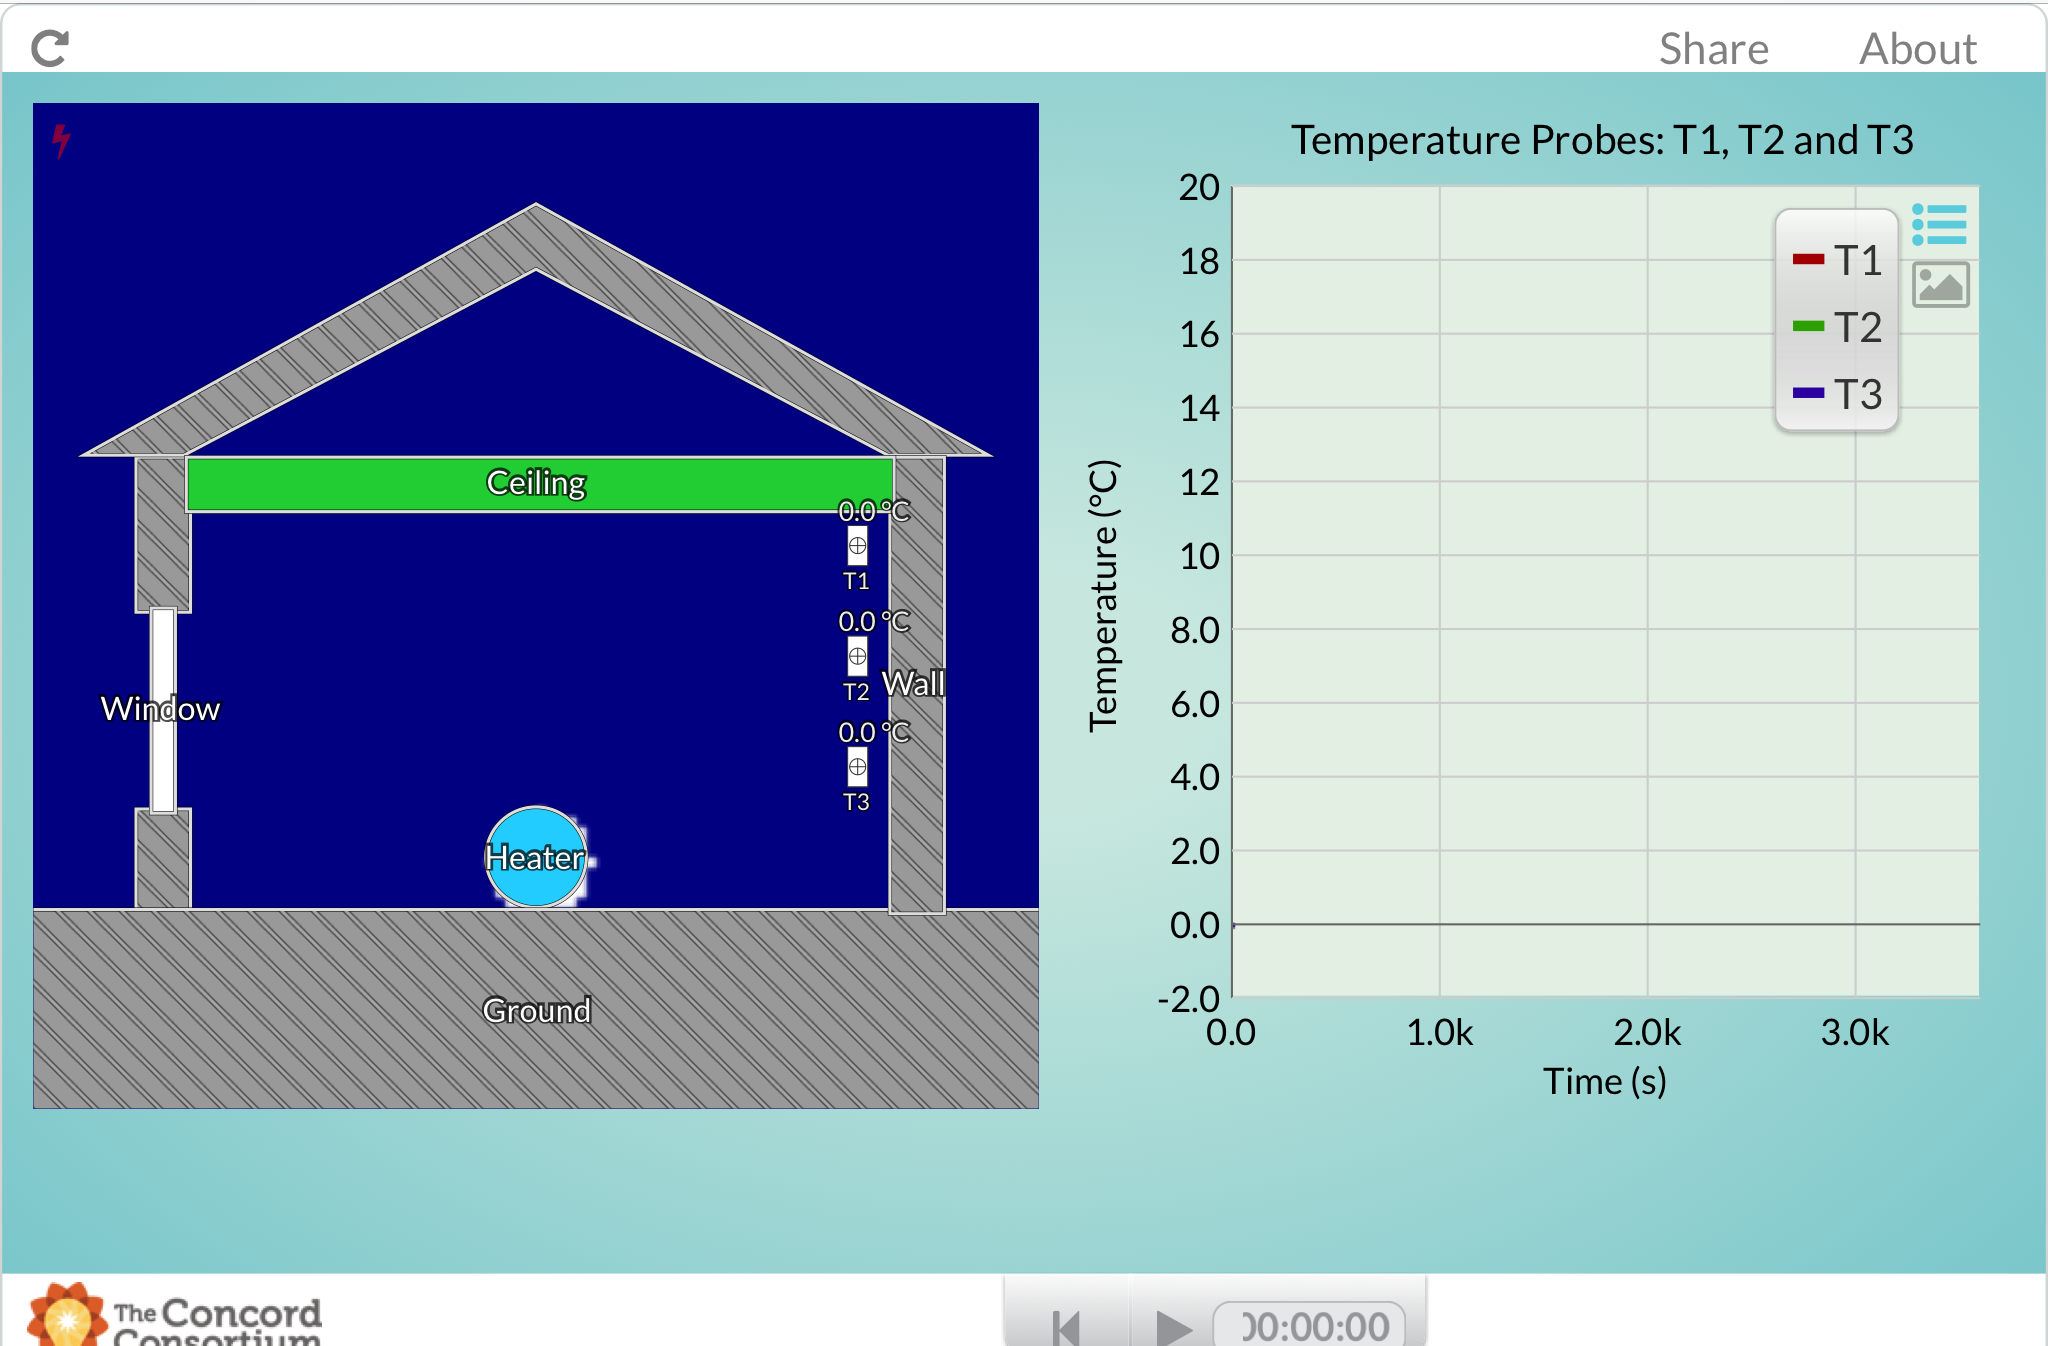 Share About
Temperature Probes: T1, T2 and T3
Ceiling
0.0 °C
T1
0.0 °C
T2
Wall
Window
0.0 °C
T3
Heater
Ground
Temperature (°C)
20
18
16
14
12
10
8.0
6.0
4.0
2.0
0.0
-2.0
T1
T2
T3
0.0 1.0k 2.0k 3.0k
Time (s)
The Concord
Consortium
00:00:00